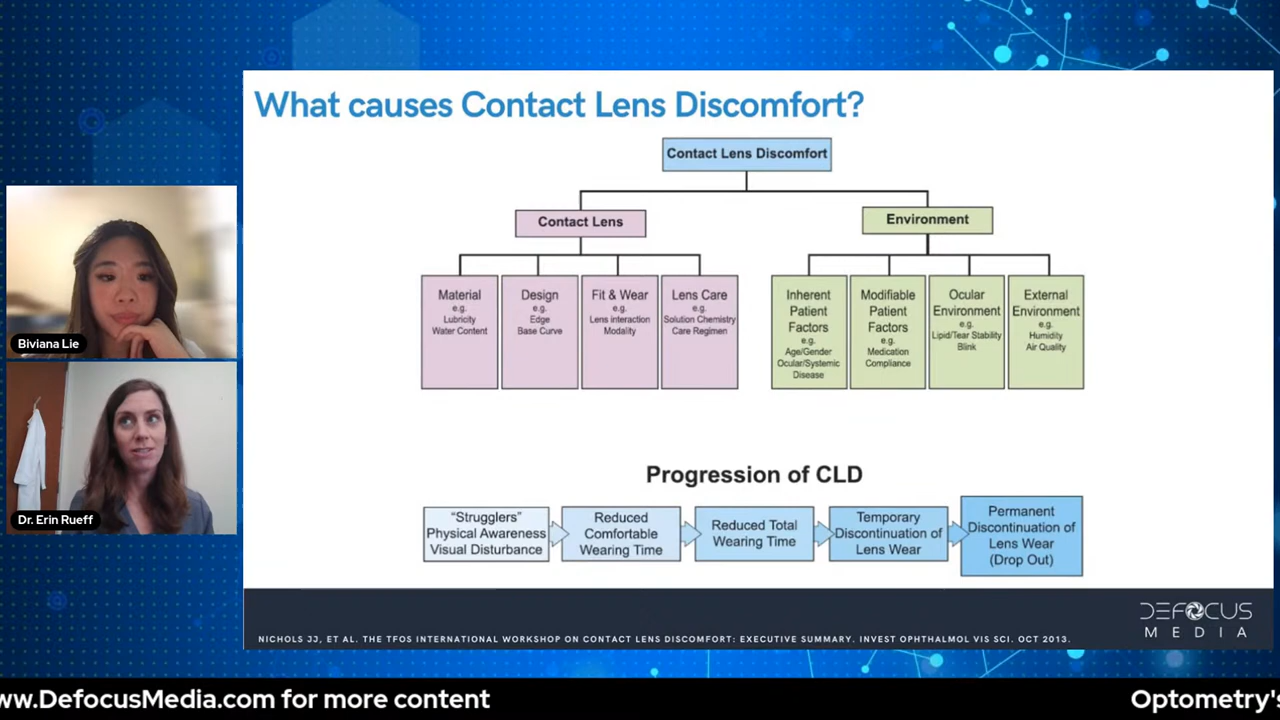 What causes Contact Lens Discomfort?
Contact Lens Discomfort
Contact Lens
Environment
Material
e.g.
Lubricity
Water Content
Design
e.g.
Edge
Base Curve
Fit & Wear
e.g.
Lens interaction
Modality
Lens Care
e.g.
Solution Chemistry
Care Regimen
Inherent
Patient
Factors
e.g.
Age/Gender
Ocular/Systemic
Disease
Modifiable
Patient
Factors
e.g.
Medication
Compliance
Ocular
Environment
e.g.
Lipid/Tear Stability
Blink
External
Environment
e.g.
Humidity
Air Quality
Biviana Lie
Dr. Erin Rueff
Progression of CLD
"Strugglers"
Physical Awareness
Visual Disturbance
Reduced
Comfortable
Wearing Time
Reduced Total
Wearing Time
Temporary
Discontinuation of
Lens Wear
Permanent
Discontinuation of
Lens Wear
(Drop Out)
NICHOLS JJ, ET AL. THE TFOS INTERNATIONAL WORKSHOP ON CONTACT LENS DISCOMFORT: EXECUTIVE SUMMARY. INVEST OPHTHALMOL VIS SCI. OCT 2013.
DEFOCUS
MEDIA
ww.DefocusMedia.com for more content
Optometry's